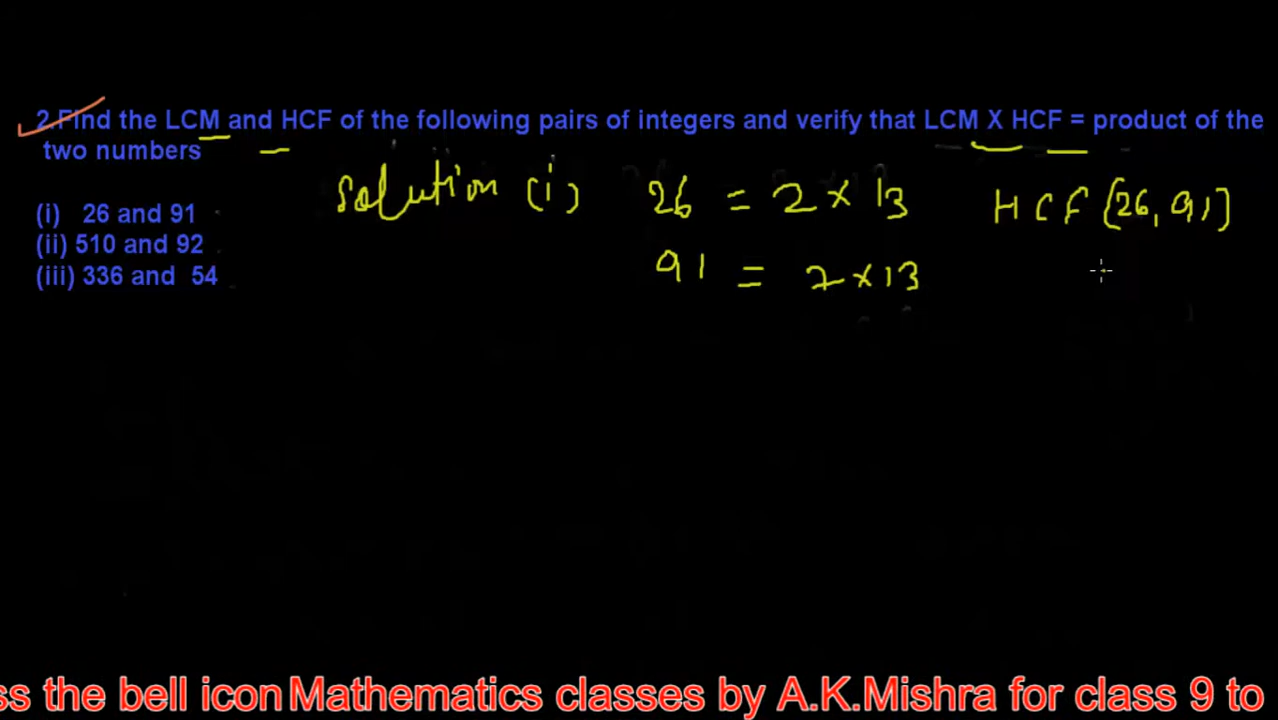 2.Find the LCM and HCF of the following pairs of integers and verify that LCM X HCF = product of the
two numbers
Solution (i) 26 = 2 × 13 HCF [26, 91]
(i) 26 and 91
(ii) 510 and 92
91 = 7 × 13
(iii) 336 and 54
ss the bell icon Mathematics classes by A.K.Mishra for class 9 to